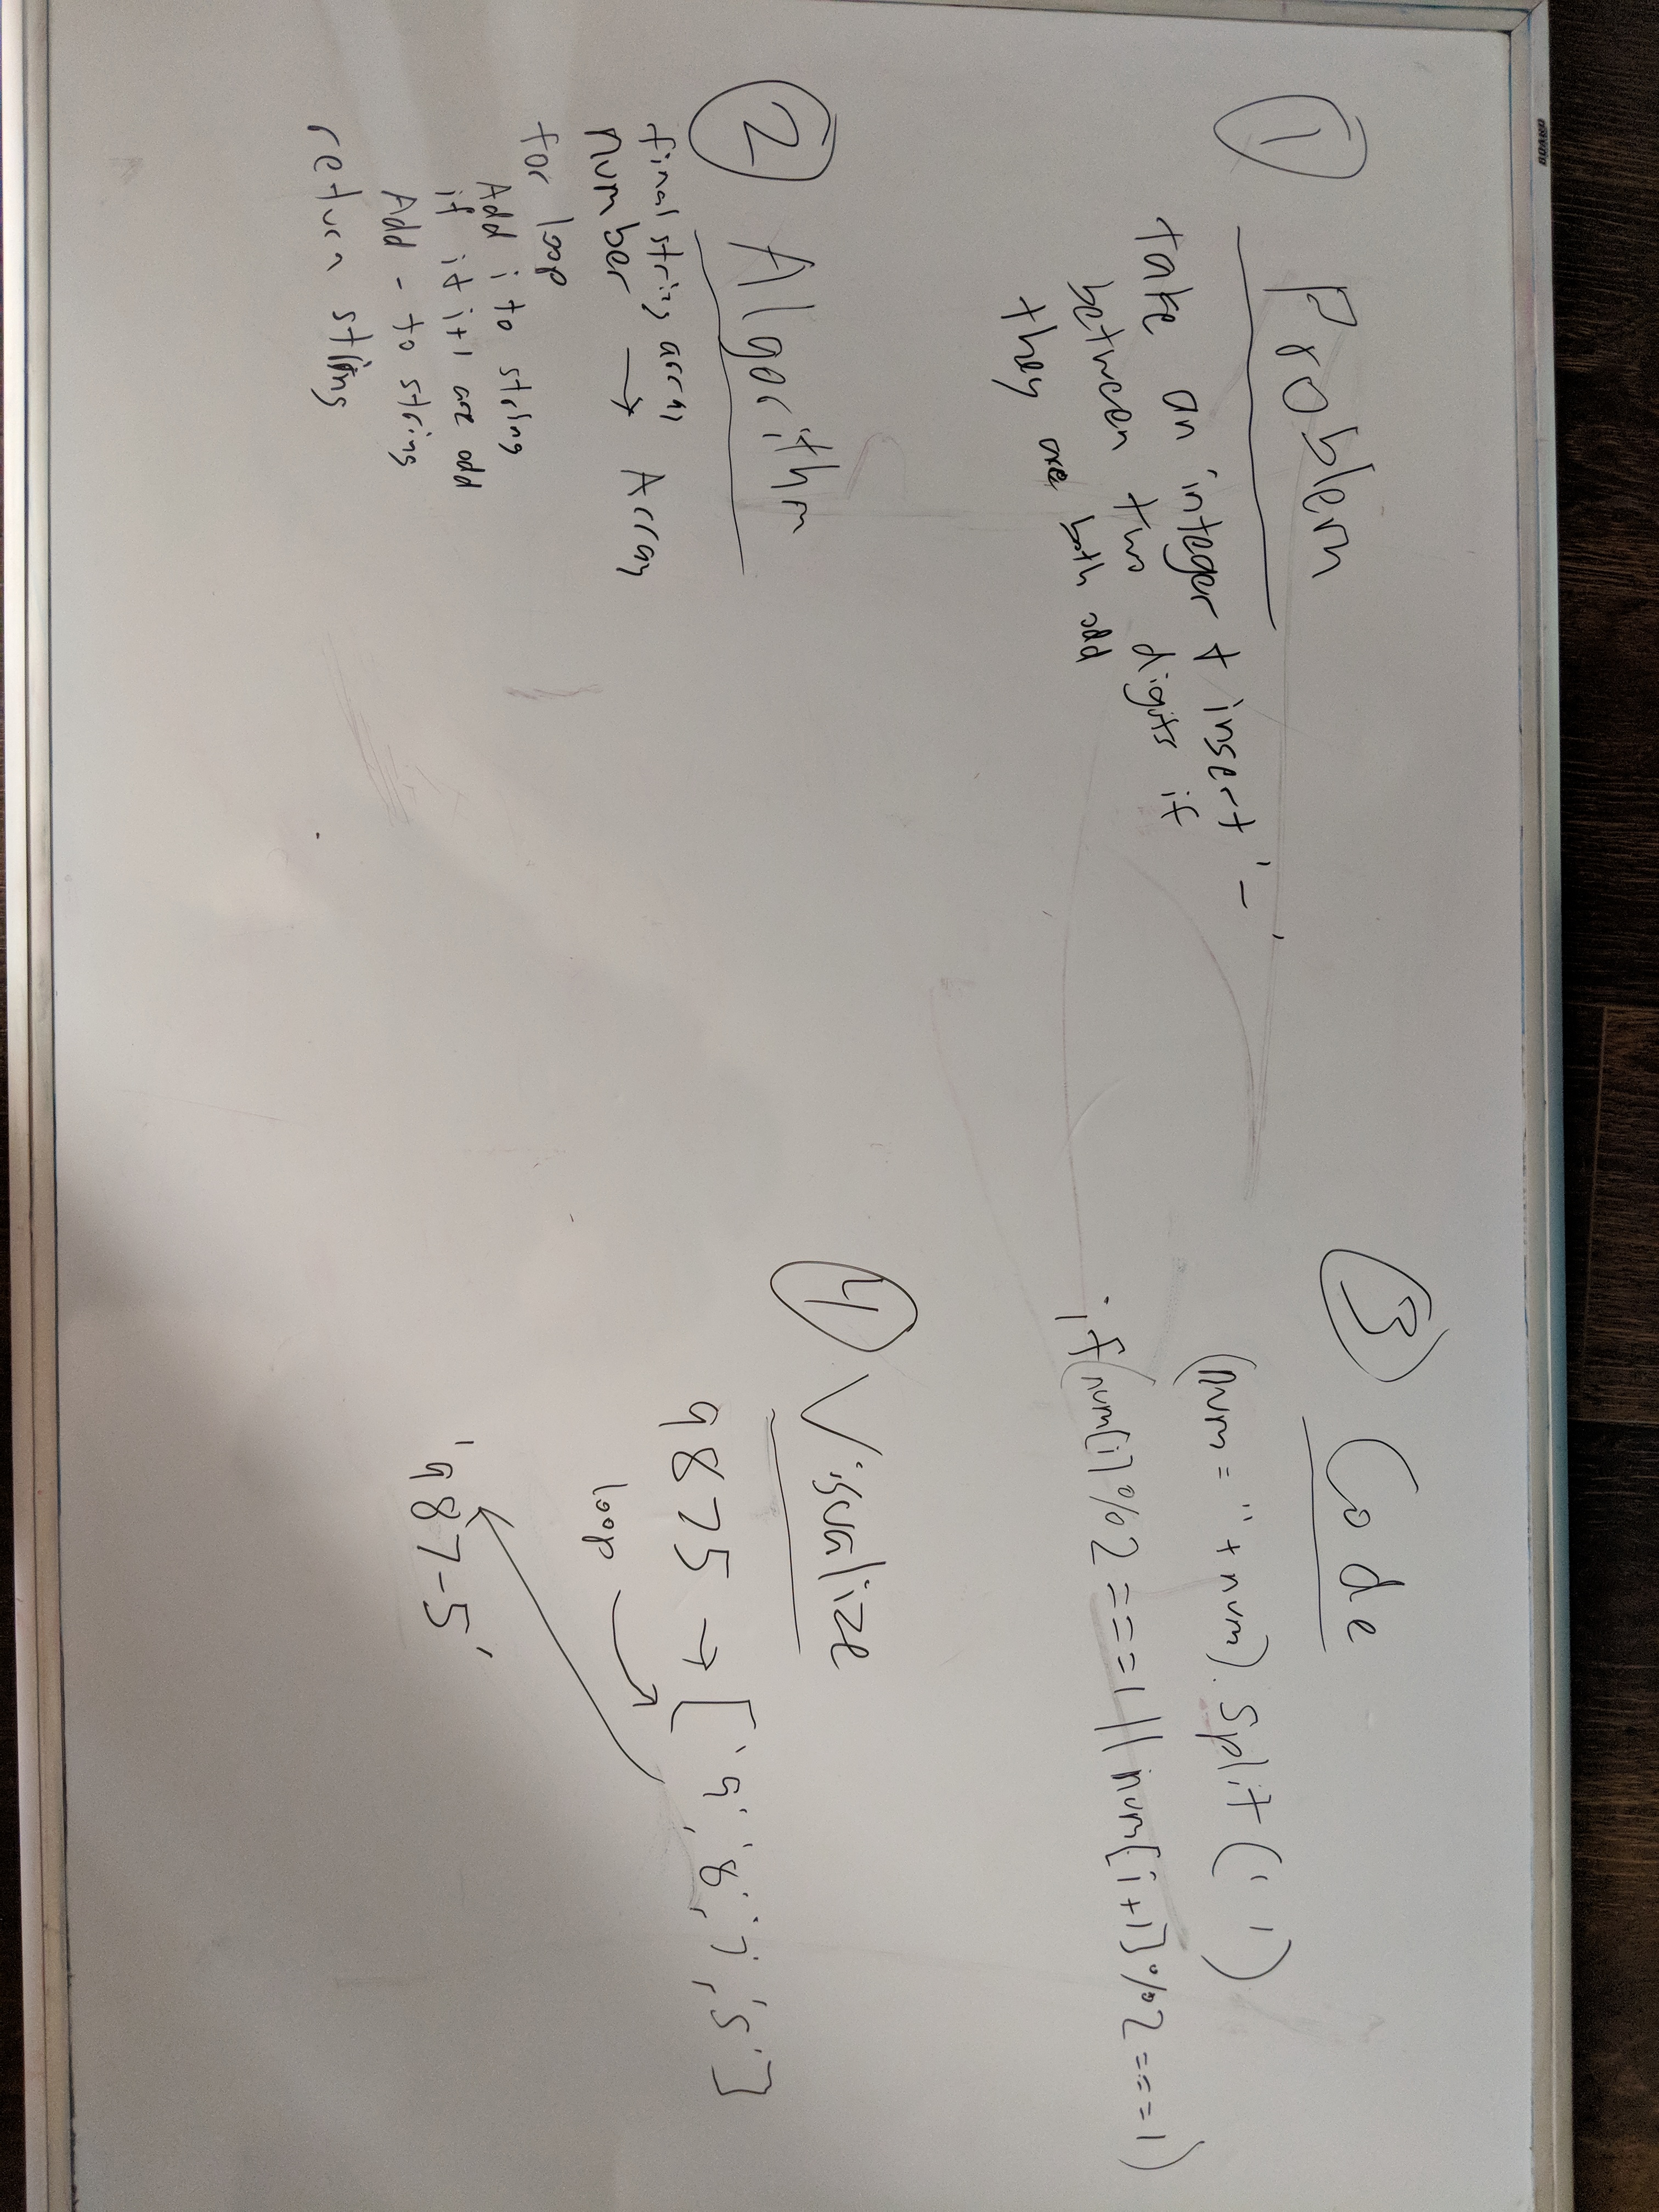 ① Problem
take an integer & insert '-'
between two digits if
they are both odd
② Algorithm
final string array
Number → Array
for loop
Add i to string
if i i+1 are odd
Add - to string
return string
③ Code
(num = '' + num).split('')
if(num[i]%2 === 1 || num[i+1]%2 === 1)
④ Visualize
9875 → ['9','8','7','5']
loop
'987-5'
BOARD